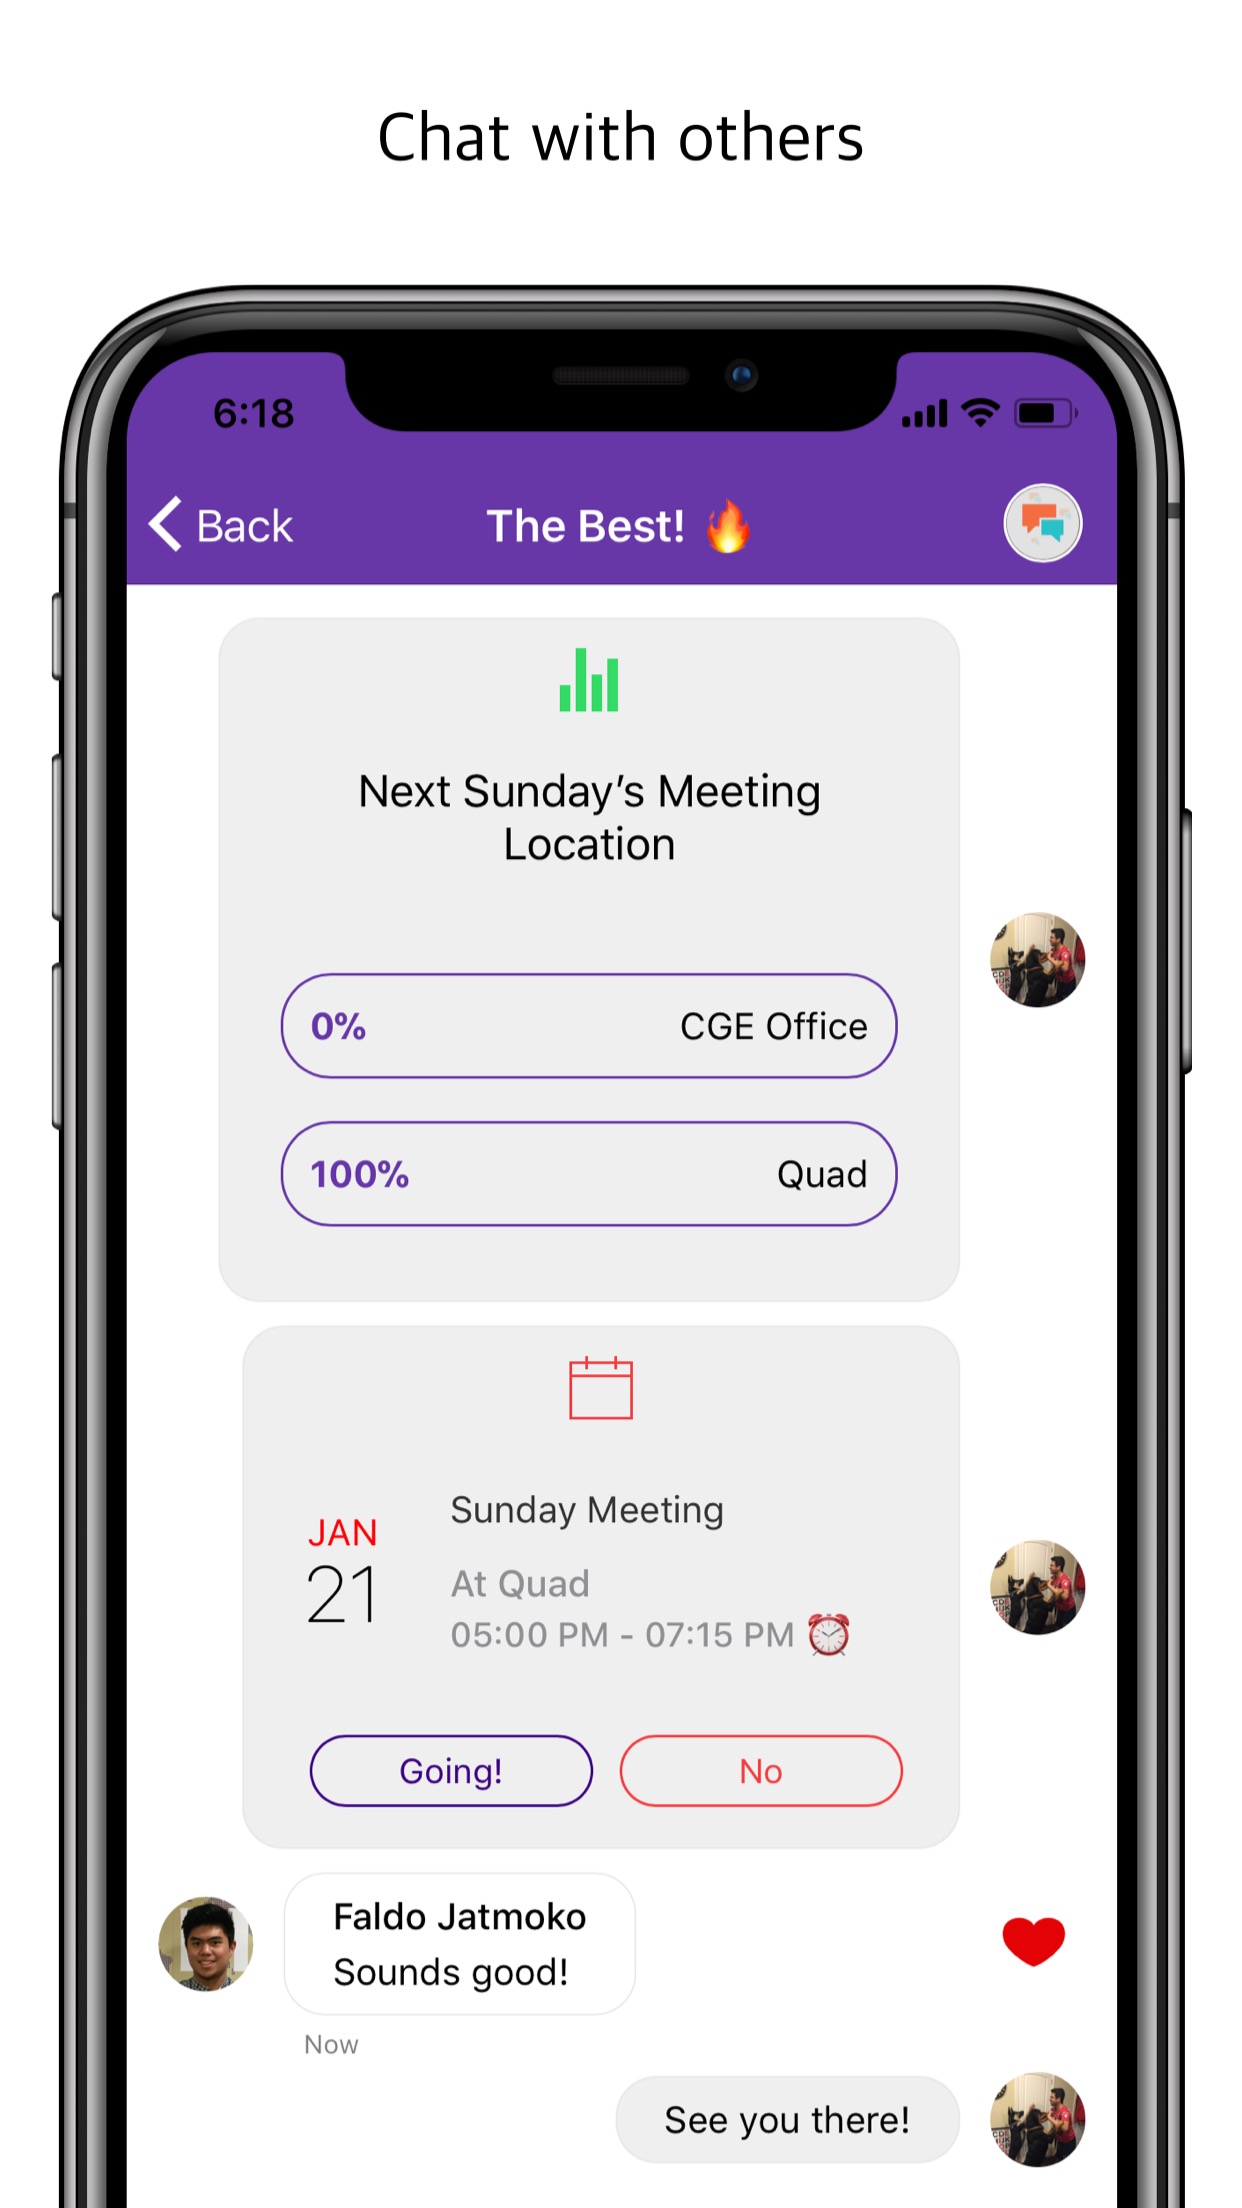 Chat with others
6:18
Back
The Best! 🔥
Next Sunday’s Meeting
Location
0% CGE Office
100% Quad
Sunday Meeting
JAN
21
At Quad
05:00 PM - 07:15 PM ⏰
Going! No
Faldo Jatmoko
Sounds good!
Now
See you there!